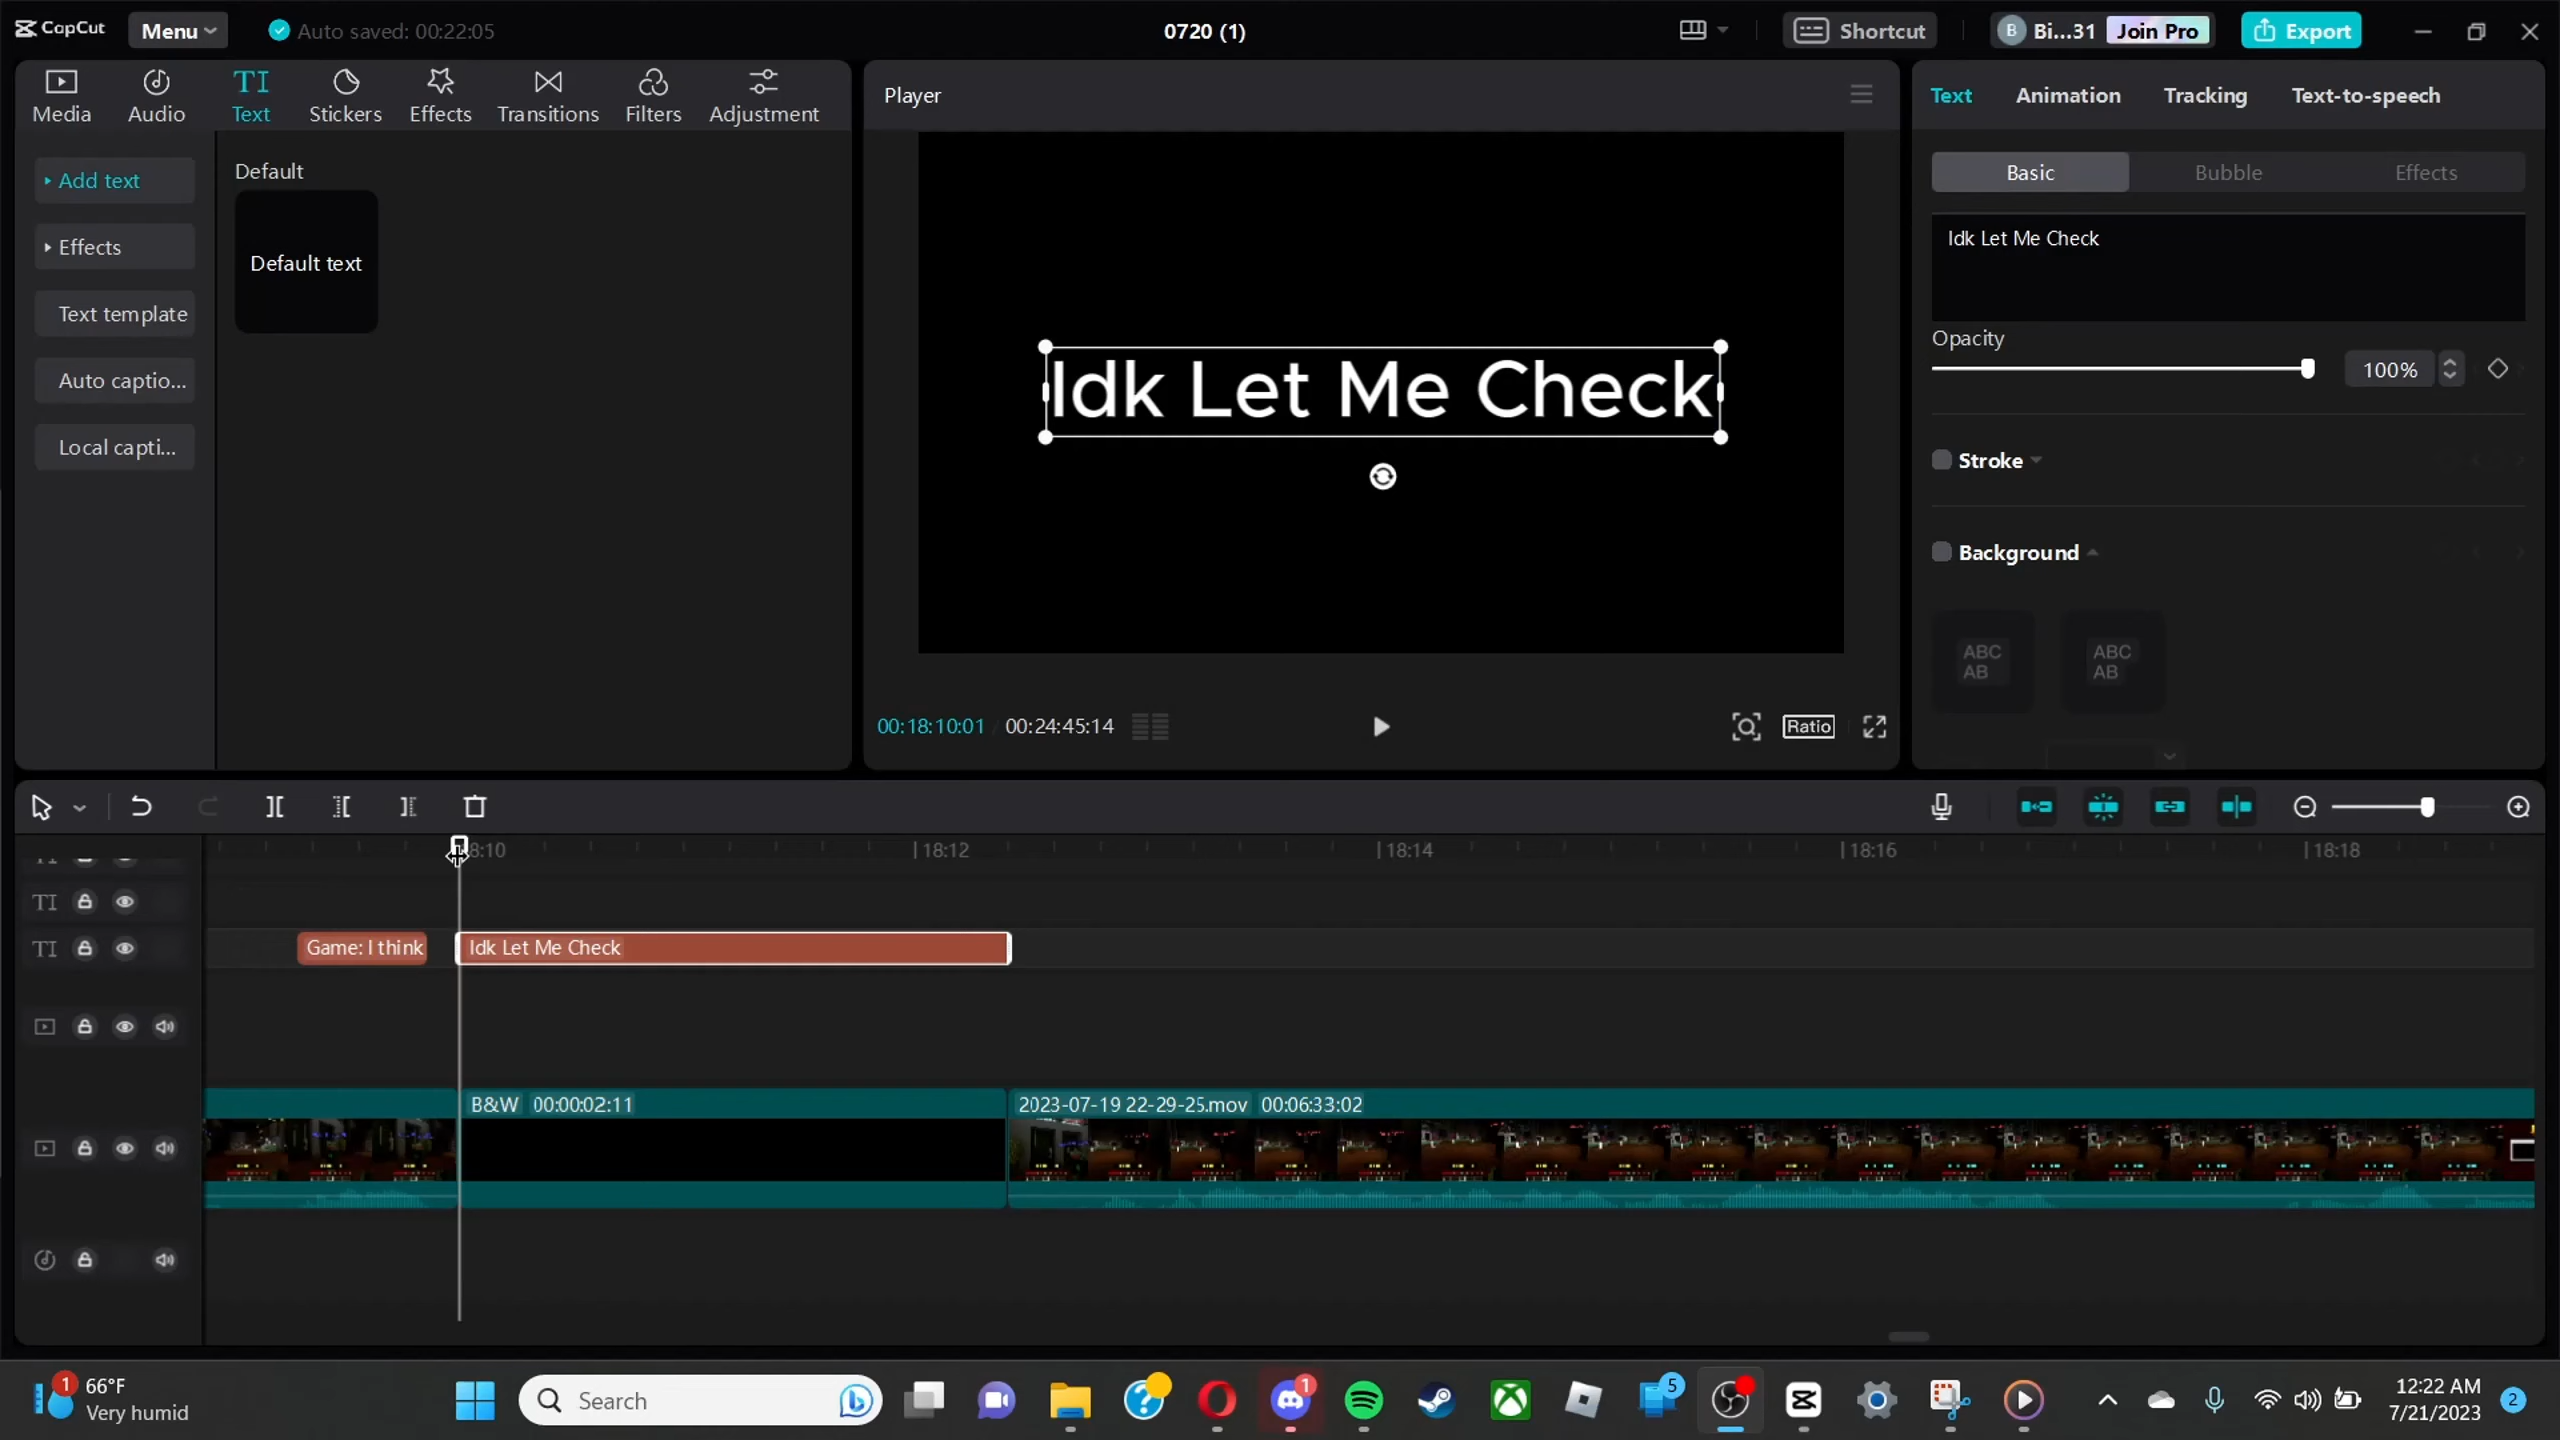 CapCut
Menu
Auto saved: 00:22:05
0720 (1)
Shortcut
B
Bi...31
Join Pro
Export
Media
Audio
TI
Text
Stickers
Effects
Transitions
Filters
Adjustment
Add text
Effects
Text template
Auto captio...
Local capti...
Default
Default text
Player
Idk Let Me Check
00:18:10:01
00:24:45:14
Ratio
Text
Animation
Tracking
Text-to-speech
Basic
Bubble
Effects
Idk Let Me Check
Opacity
100%
Stroke
Background
ABC
AB
ABC
AB
8:10
18:12
18:14
18:16
18:18
TI
TI
Game: I think
Idk Let Me Check
B&W 00:00:02:11
2023-07-19 22-29-25.mov 00:06:33:02
1
66°F
Very humid
Search
1
5
12:22 AM
7/21/2023
2